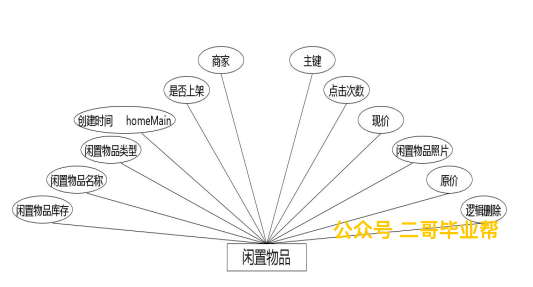 商家
主键
是否上架
点击次数
创建时间 homeMain
现价
闲置物品类型
闲置物品照片
闲置物品名称
原价
闲置物品库存
逻辑删除
公众号 二哥毕业帮
闲置物品